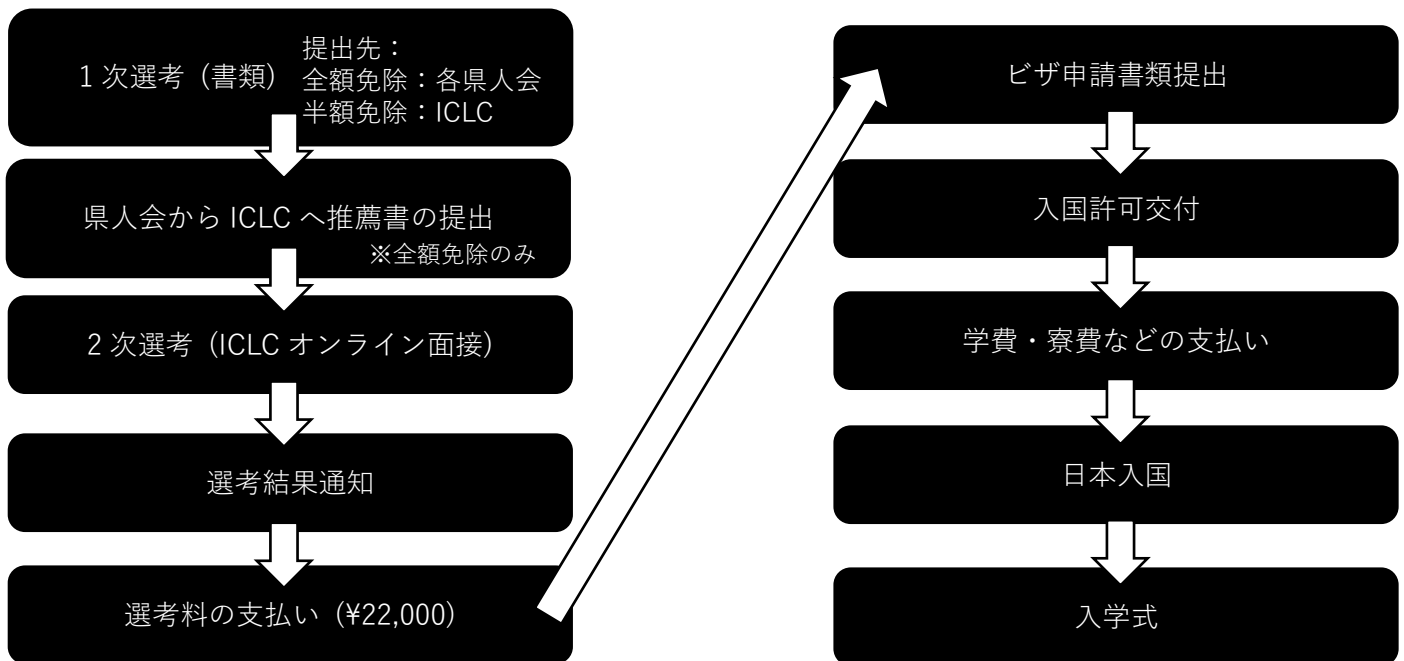 1次選考（書類）
提出先：
全額免除：各県人会
半額免除：ICLC
県人会から ICLC へ推薦書の提出
※全額免除のみ
2次選考（ICLC オンライン面接）
選考結果通知
選考料の支払い（¥22,000）
ビザ申請書類提出
入国許可交付
学費・寮費などの支払い
日本入国
入学式